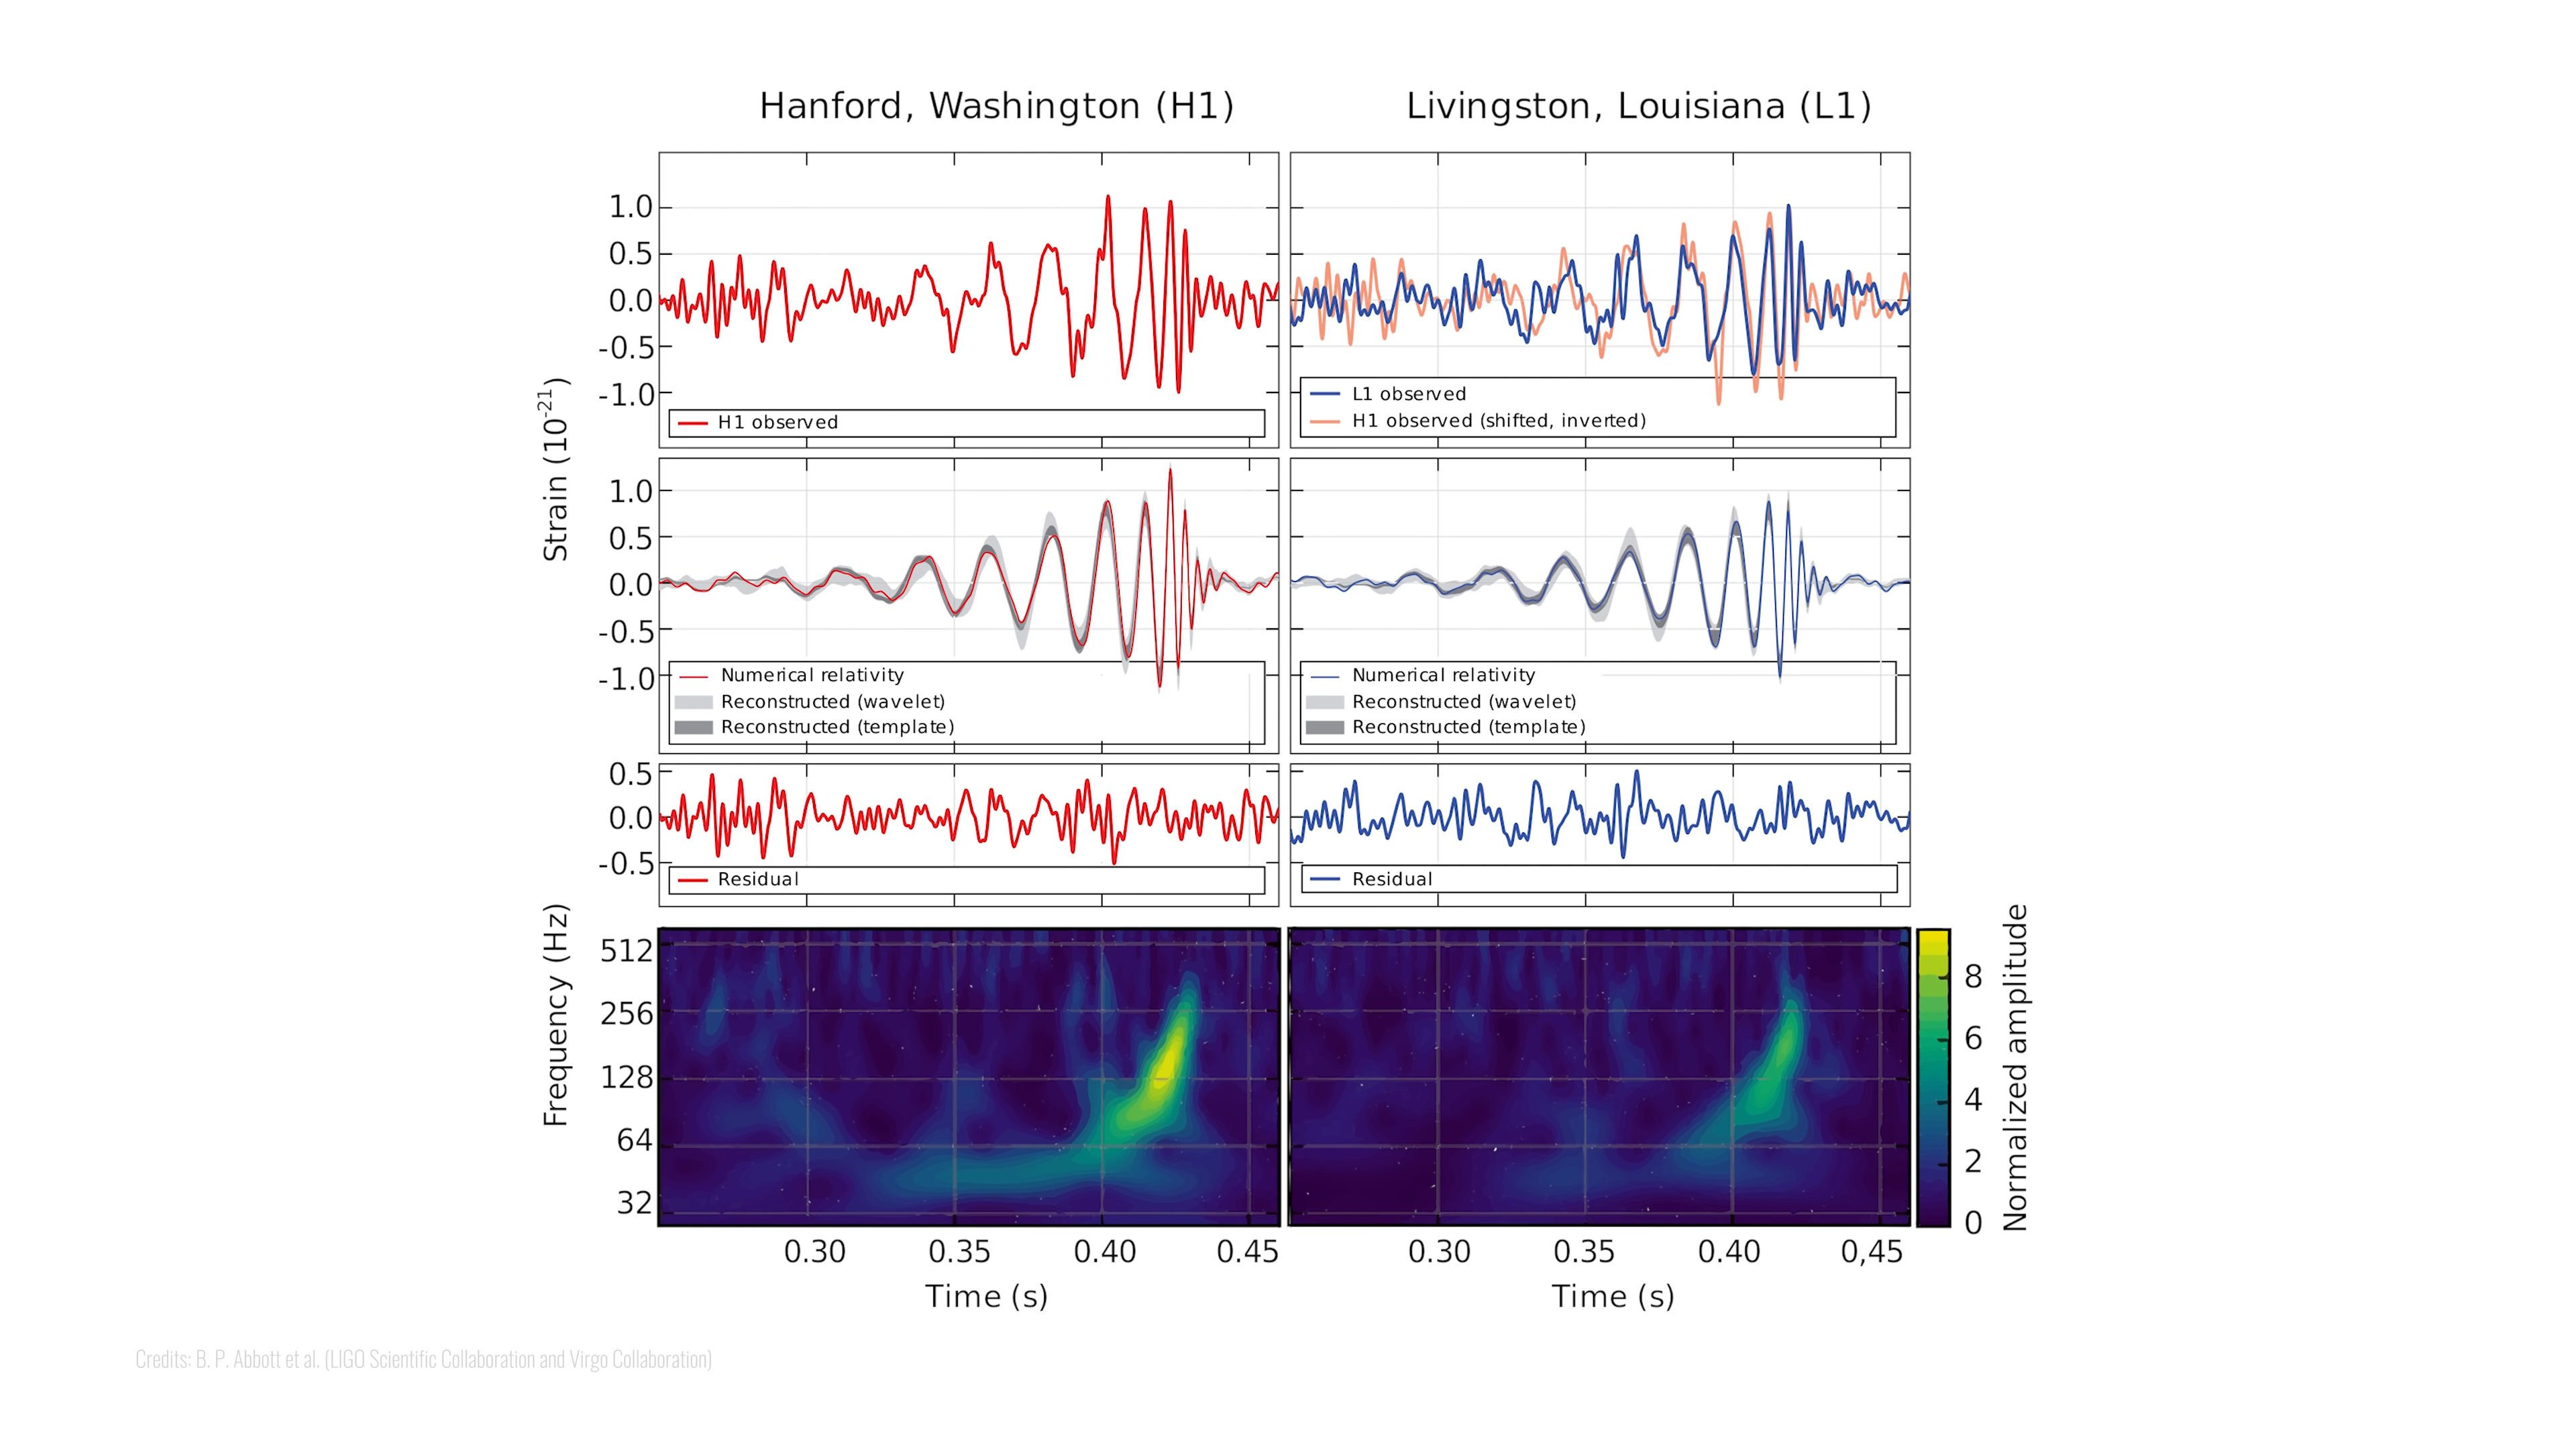 Hanford, Washington (H1)
Livingston, Louisiana (L1)
Strain (10-21)
1.0
0.5
0.0
-0.5
-1.0
H1 observed
L1 observed
H1 observed (shifted, inverted)
1.0
0.5
0.0
-0.5
-1.0
Numerical relativity
Reconstructed (wavelet)
Reconstructed (template)
Numerical relativity
Reconstructed (wavelet)
Reconstructed (template)
0.5
0.0
-0.5
Residual
Residual
Frequency (Hz)
512
256
128
64
32
8
6
4
2
0
Normalized amplitude
0.30 0.35 0.40 0.45
0.30 0.35 0.40 0,45
Time (s)
Time (s)
Credits: B. P. Abbott et al. (LIGO Scientific Collaboration and Virgo Collaboration)